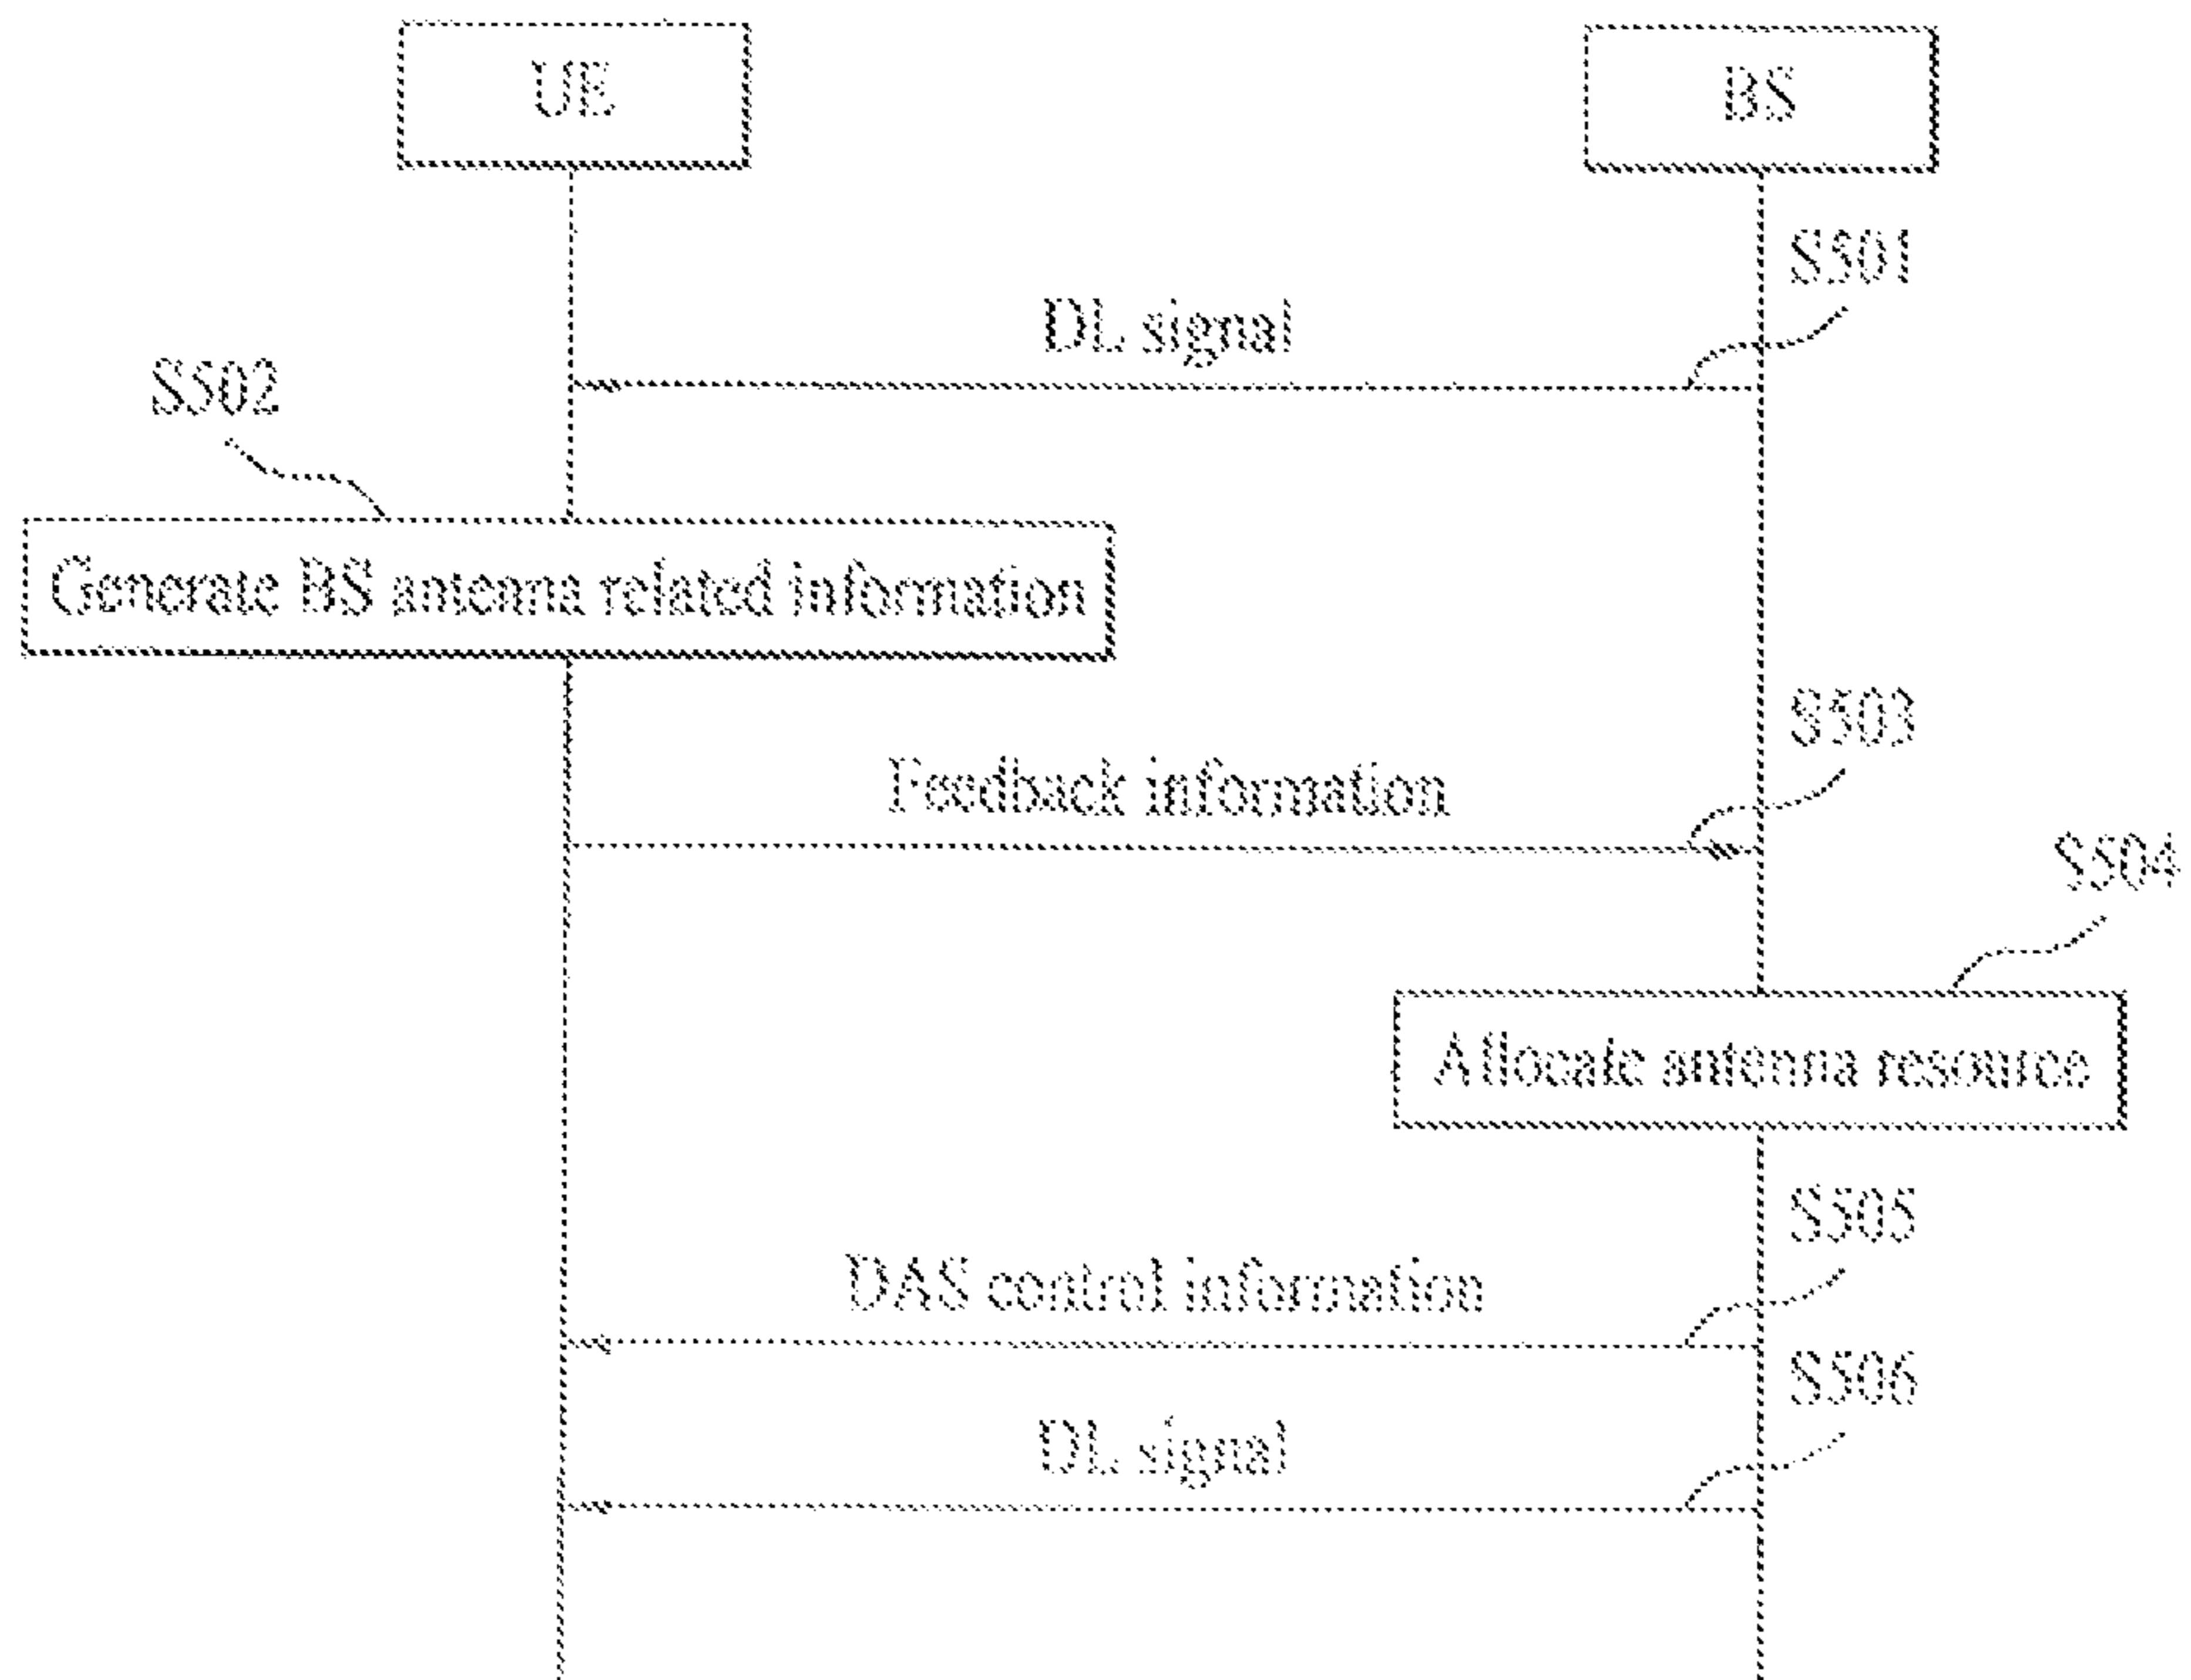 UE
BS
S501
DL signal
S502
Generate BS antenna related information
S503
Feedback information
S504
Allocate antenna resource
S505
DAS control information
S506
DL signal